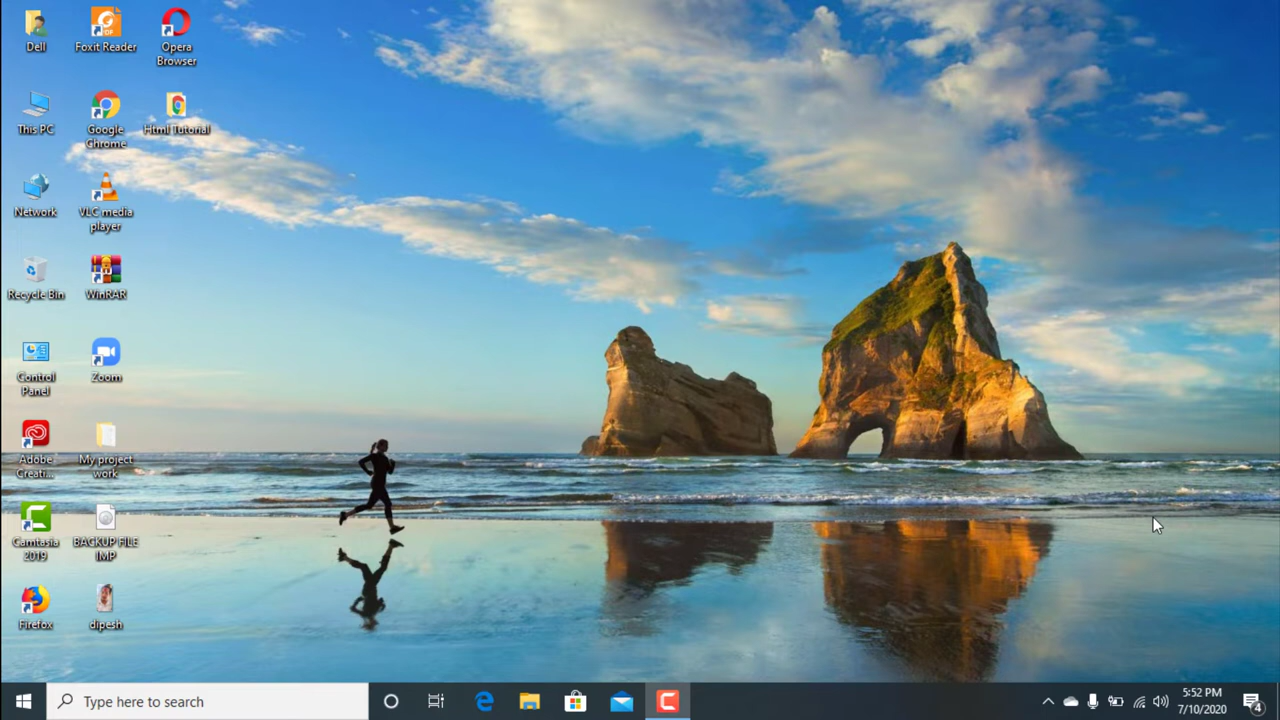 Dell
Foxit Reader
Opera
Browser
This PC
Google
Chrome
Html Tutorial
Network
VLC media
player
Recycle Bin
WinRAR
Control
Panel
Zoom
Adobe
Creati...
My project
work
Camtasia
2019
BACKUP FILE
IMP
Firefox
dipesh
Type here to search
5:52 PM
7/10/2020
4